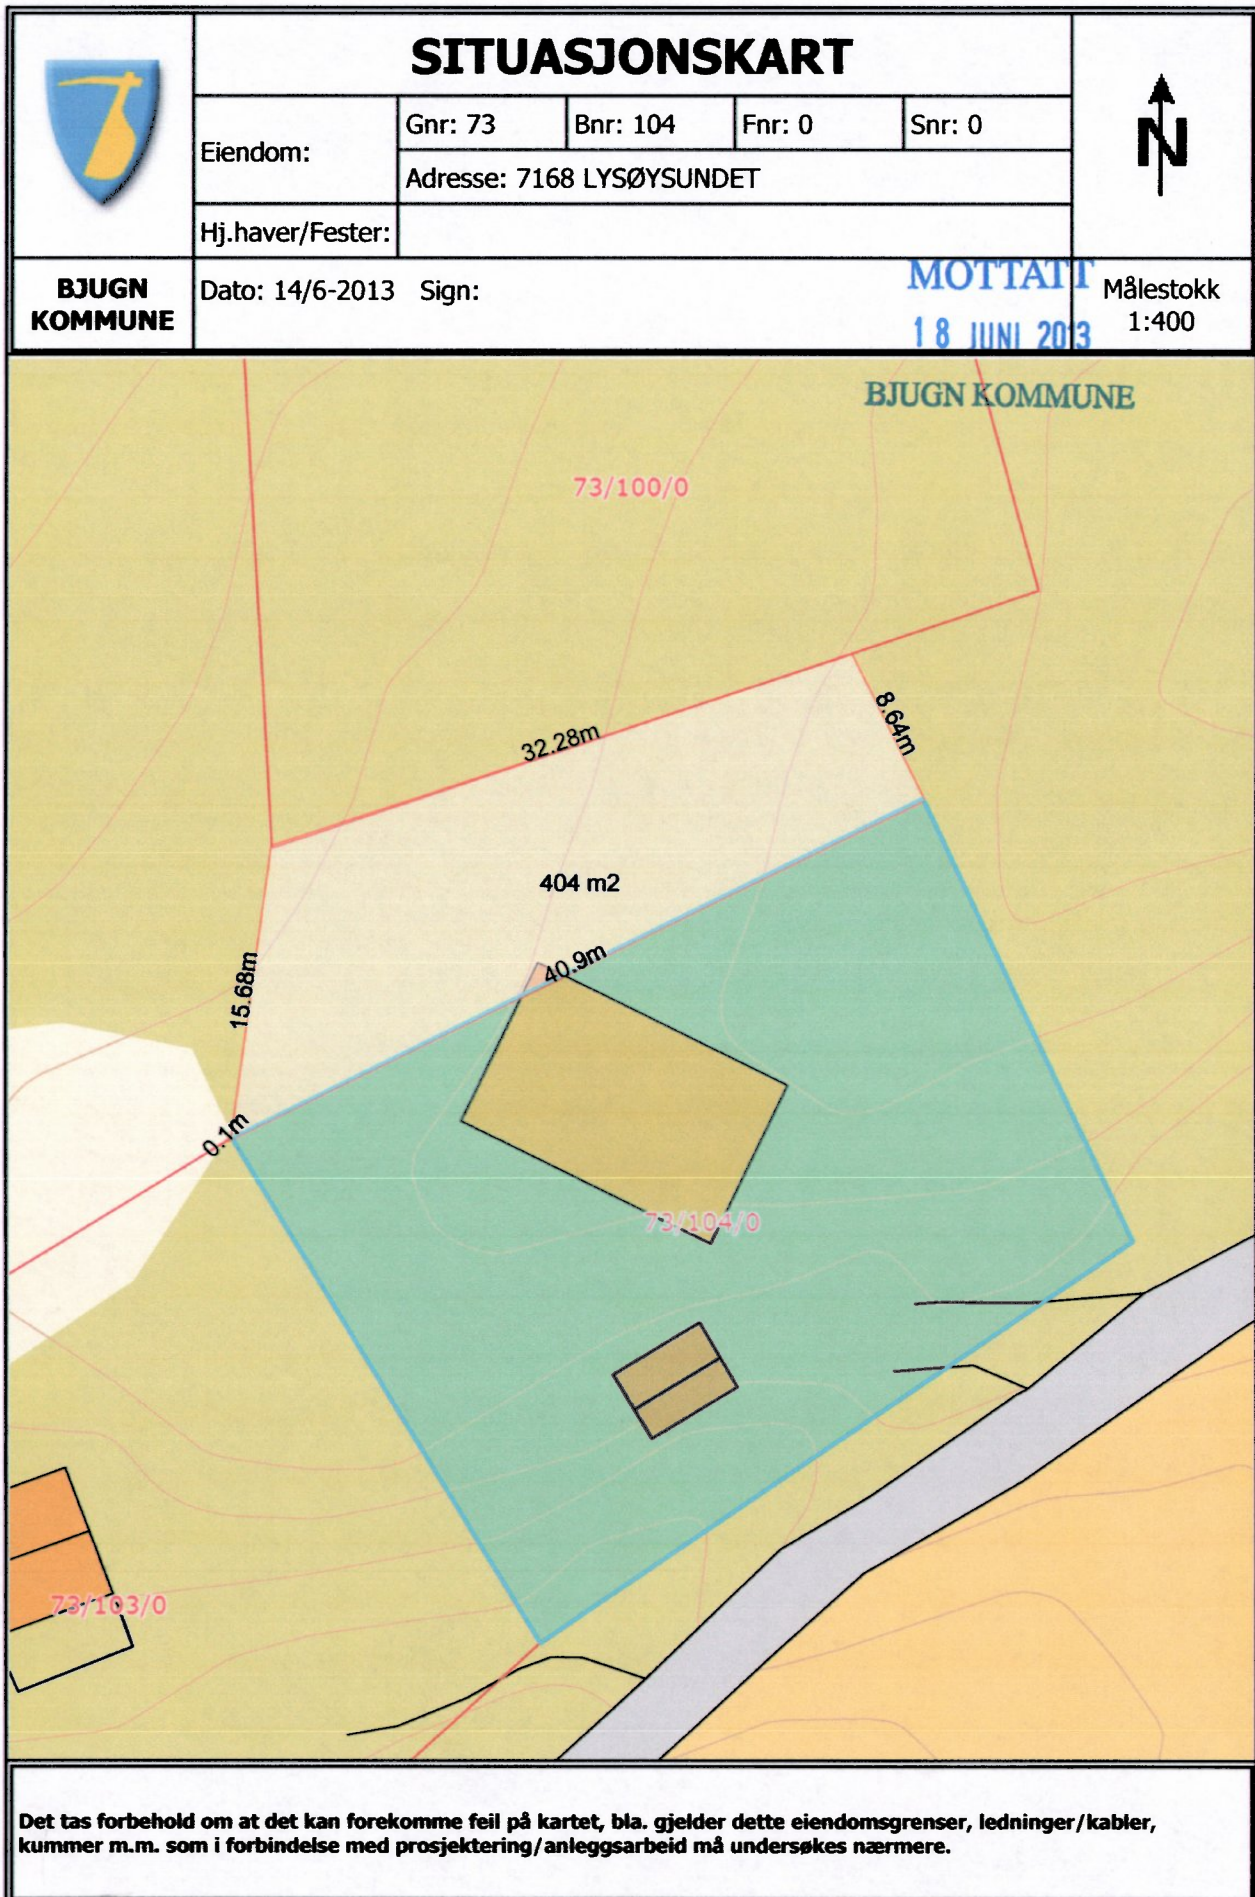 SITUASJONSKART
Eiendom:
Gnr: 73
Bnr: 104
Fnr: 0
Snr: 0
Adresse: 7168 LYSØYSUNDET
Hj.haver/Fester:
N
BJUGN
KOMMUNE
Dato: 14/6-2013 Sign:
MOTTATT
18 JUNI 2013
BJUGN KOMMUNE
Målestokk
1:400
73/100/0
32.28m
8.64m
404 m2
40.9m
15.68m
0.1m
73/104/0
73/103/0
Det tas forbehold om at det kan forekomme feil på kartet, bla. gjelder dette eiendomsgrenser, ledninger/kabler,
kummer m.m. som i forbindelse med prosjektering/anleggsarbeid må undersøkes nærmere.